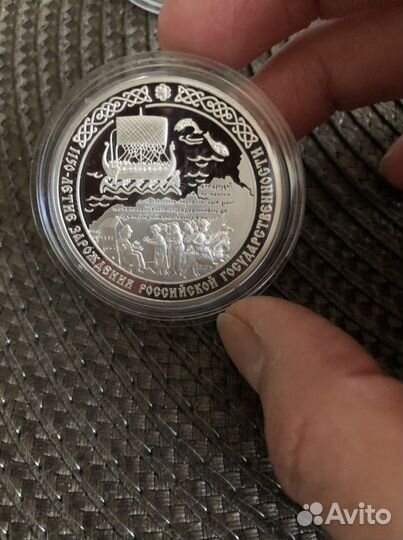 1150-ЛЕТИЕ ЗАРОЖДЕНИЯ РОССИЙСКОЙ ГОСУДАРСТВЕННОСТИ
Avito